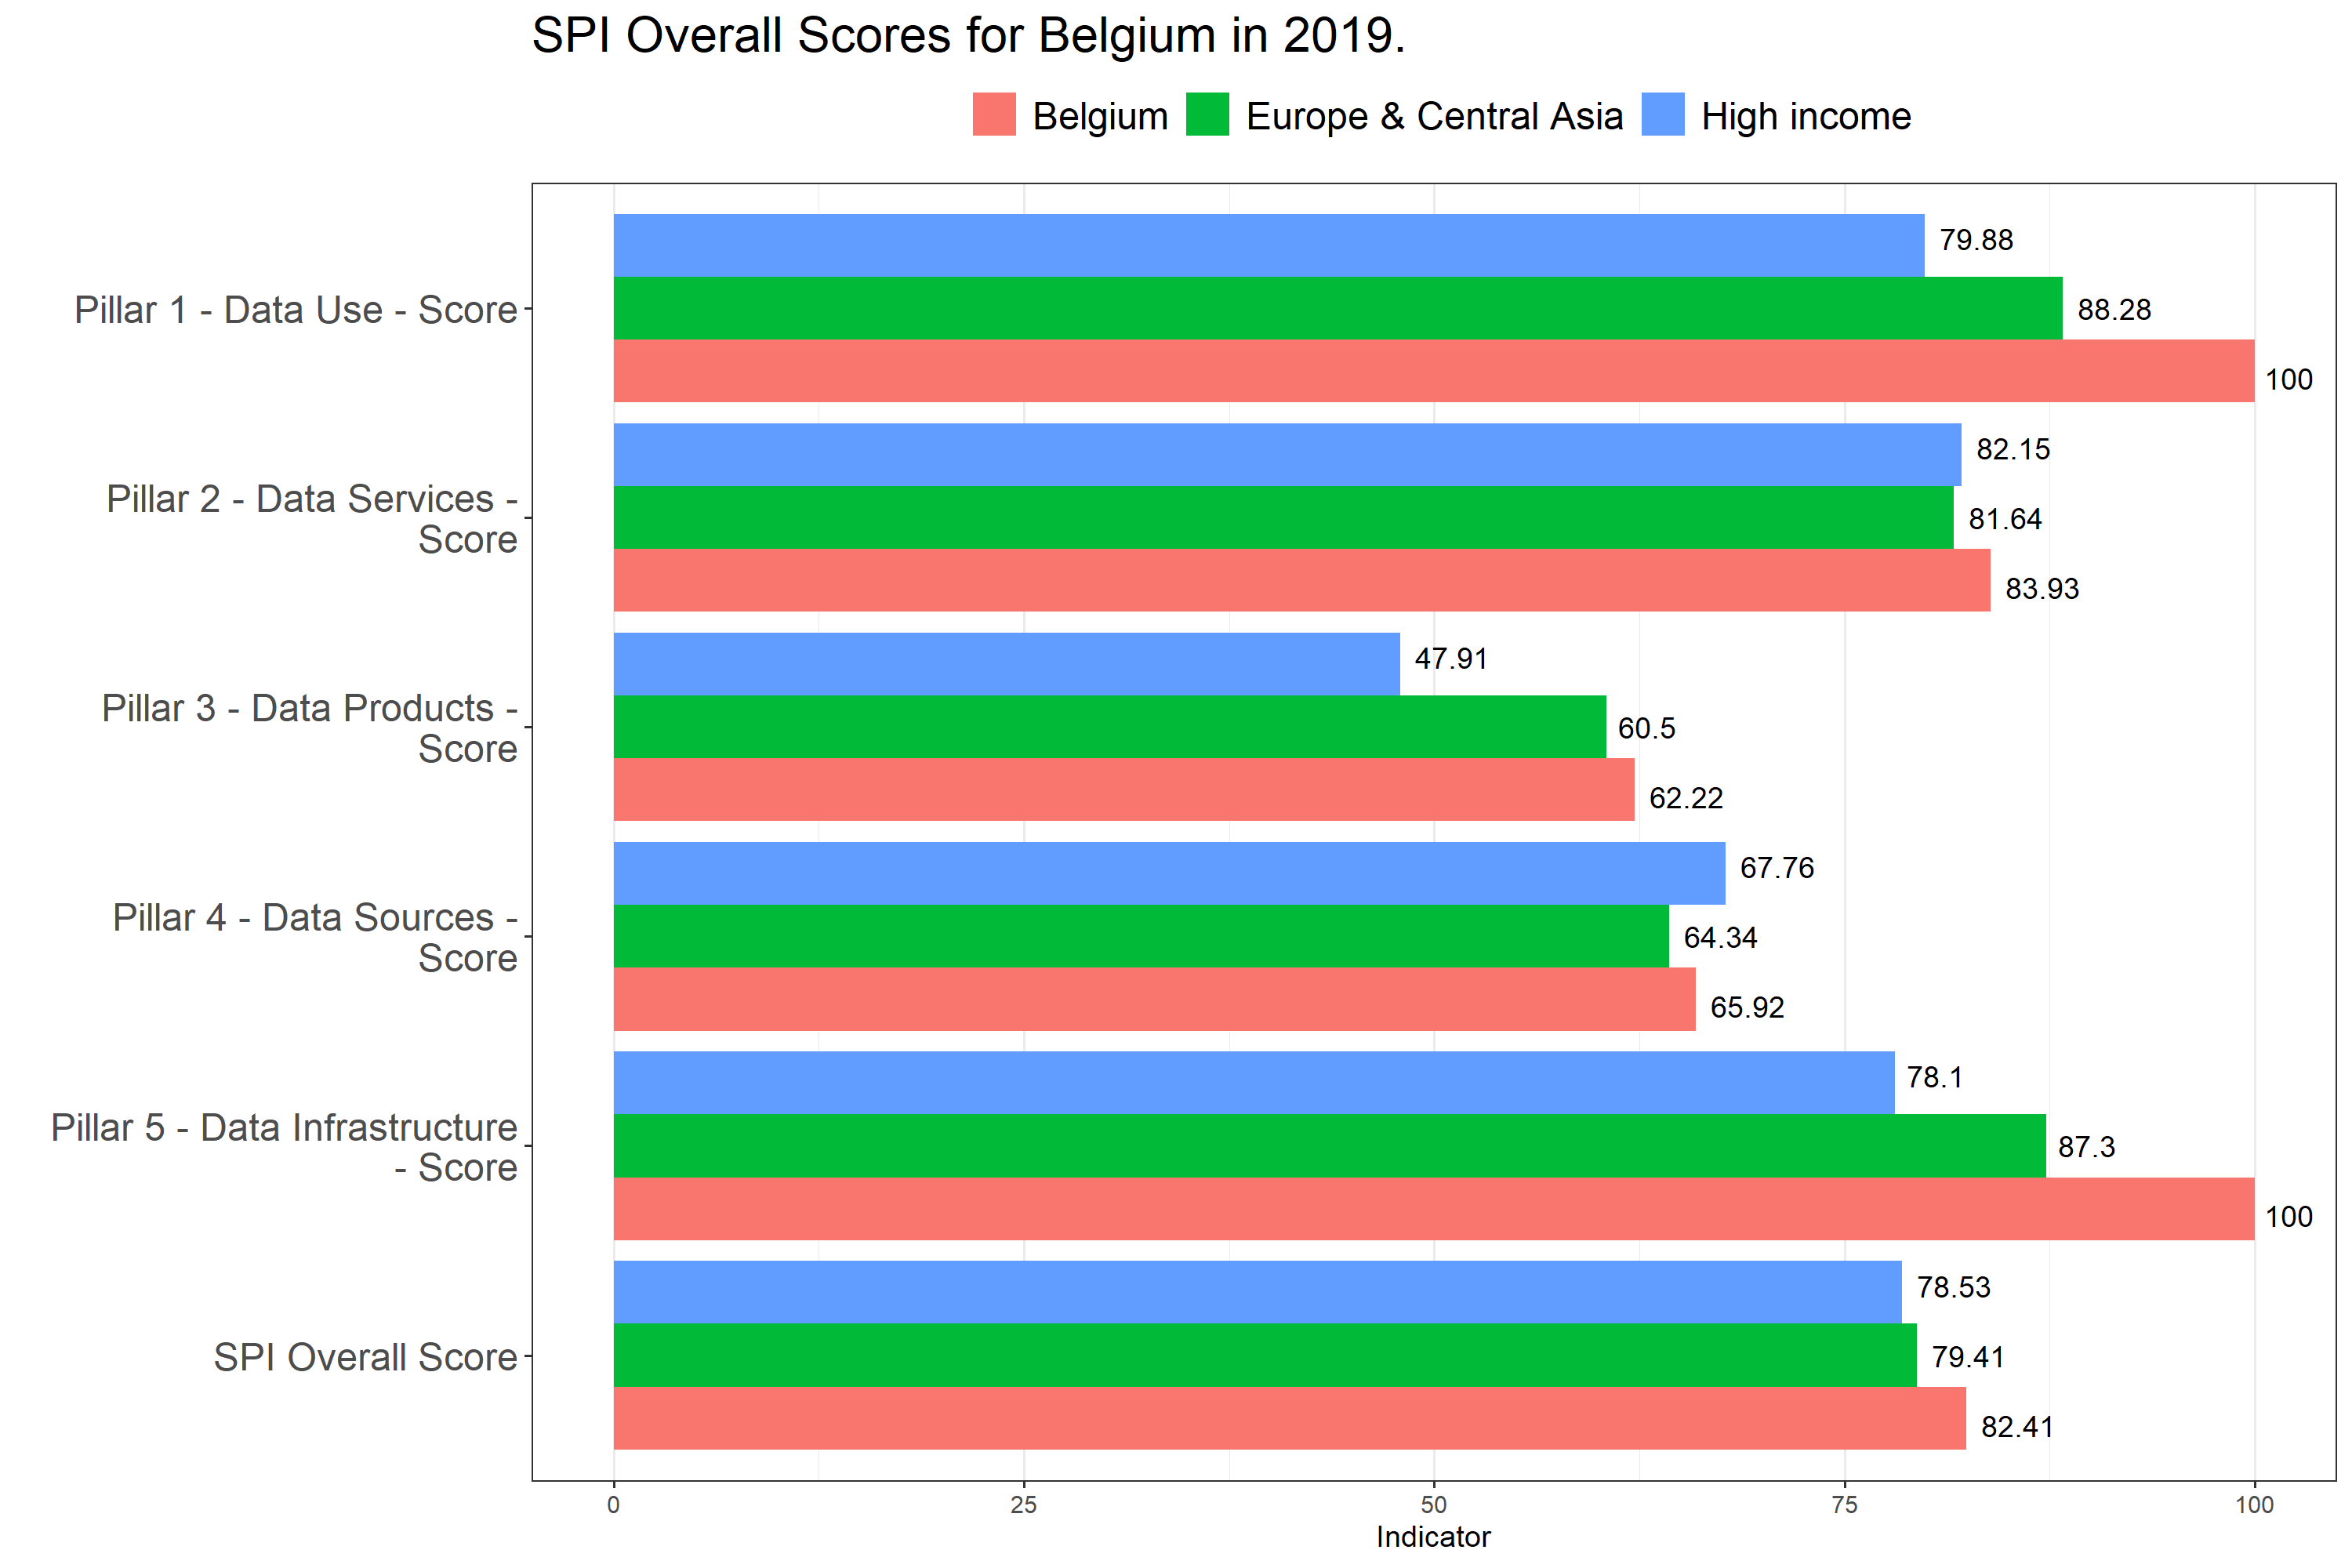 SPI Overall Scores for Belgium in 2019.
Belgium Europe & Central Asia High income
Pillar 1 - Data Use - Score
79.88
88.28
100
Pillar 2 - Data Services -
Score
82.15
81.64
83.93
Pillar 3 - Data Products -
Score
47.91
60.5
62.22
Pillar 4 - Data Sources -
Score
67.76
64.34
65.92
Pillar 5 - Data Infrastructure
- Score
78.1
87.3
100
SPI Overall Score
78.53
79.41
82.41
0 25 50 75 100
Indicator